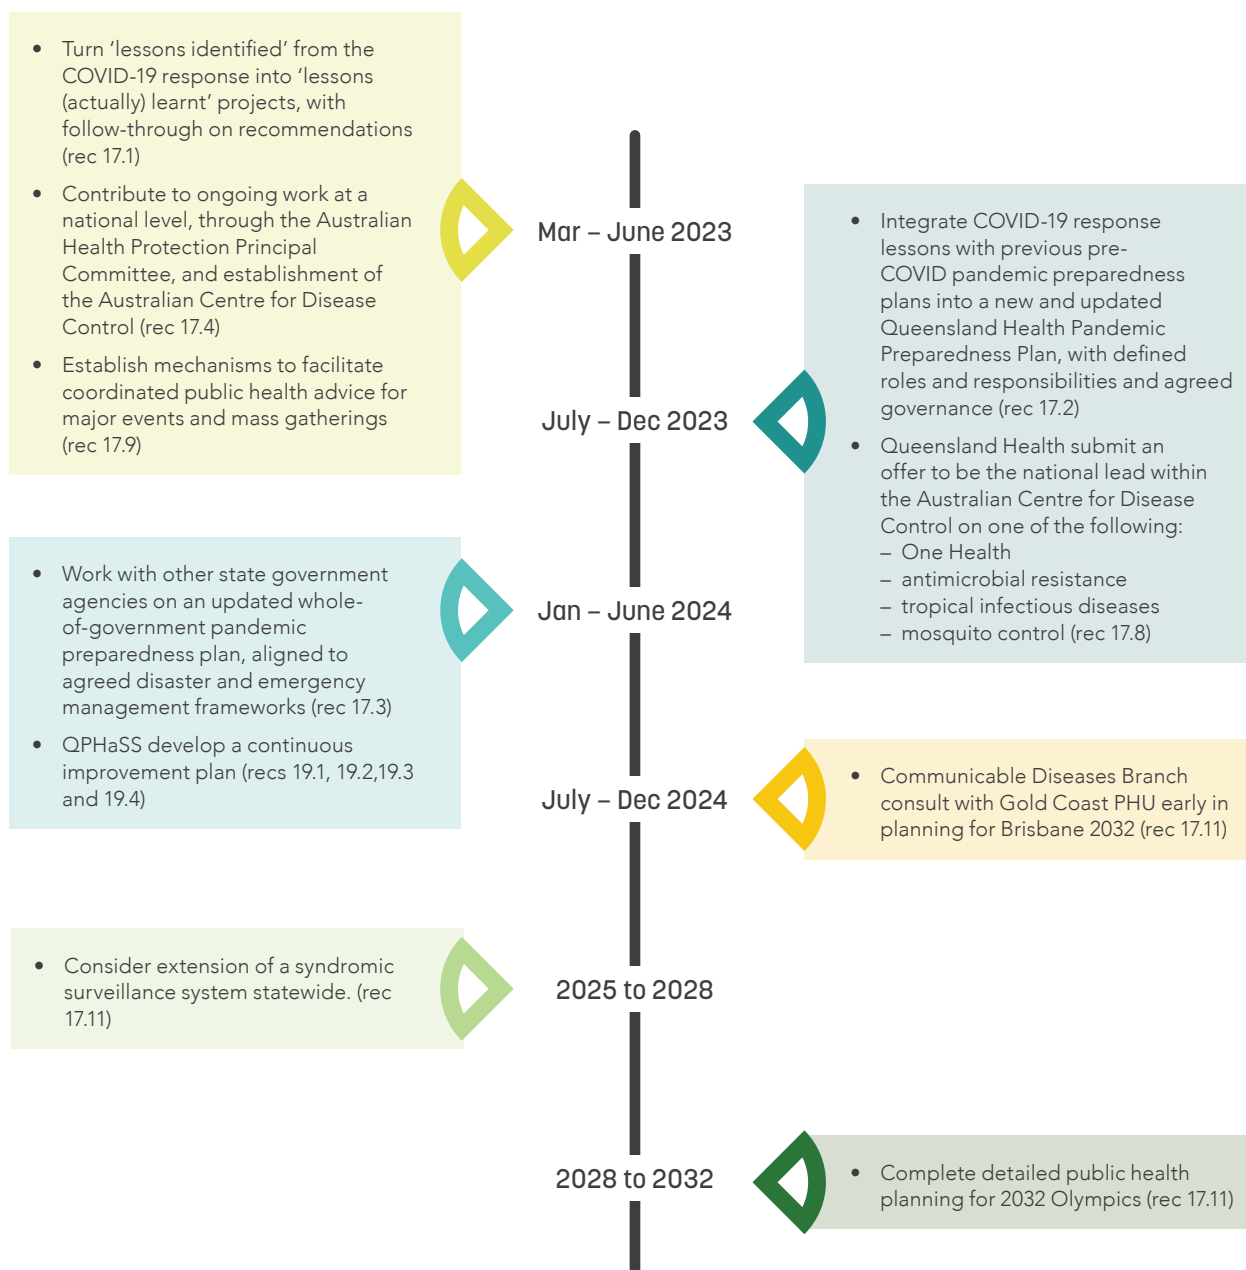 • Turn ‘lessons identified’ from the
COVID-19 response into ‘lessons
(actually) learnt’ projects, with
follow-through on recommendations
(rec 17.1)
• Contribute to ongoing work at a
national level, through the Australian
Health Protection Principal
Committee, and establishment of
the Australian Centre for Disease
Control (rec 17.4)
• Establish mechanisms to facilitate
coordinated public health advice for
major events and mass gatherings
(rec 17.9)
Mar – June 2023
• Integrate COVID-19 response
lessons with previous pre-
COVID pandemic preparedness
plans into a new and updated
Queensland Health Pandemic
Preparedness Plan, with defined
roles and responsibilities and agreed
governance (rec 17.2)
• Queensland Health submit an
offer to be the national lead within
the Australian Centre for Disease
Control on one of the following:
– One Health
– antimicrobial resistance
– tropical infectious diseases
– mosquito control (rec 17.8)
July – Dec 2023
• Work with other state government
agencies on an updated whole-
of-government pandemic
preparedness plan, aligned to
agreed disaster and emergency
management frameworks (rec 17.3)
• QPHaSS develop a continuous
improvement plan (recs 19.1, 19.2,19.3
and 19.4)
Jan – June 2024
July – Dec 2024
• Communicable Diseases Branch
consult with Gold Coast PHU early in
planning for Brisbane 2032 (rec 17.11)
• Consider extension of a syndromic
surveillance system statewide. (rec
17.11)
2025 to 2028
2028 to 2032
• Complete detailed public health
planning for 2032 Olympics (rec 17.11)